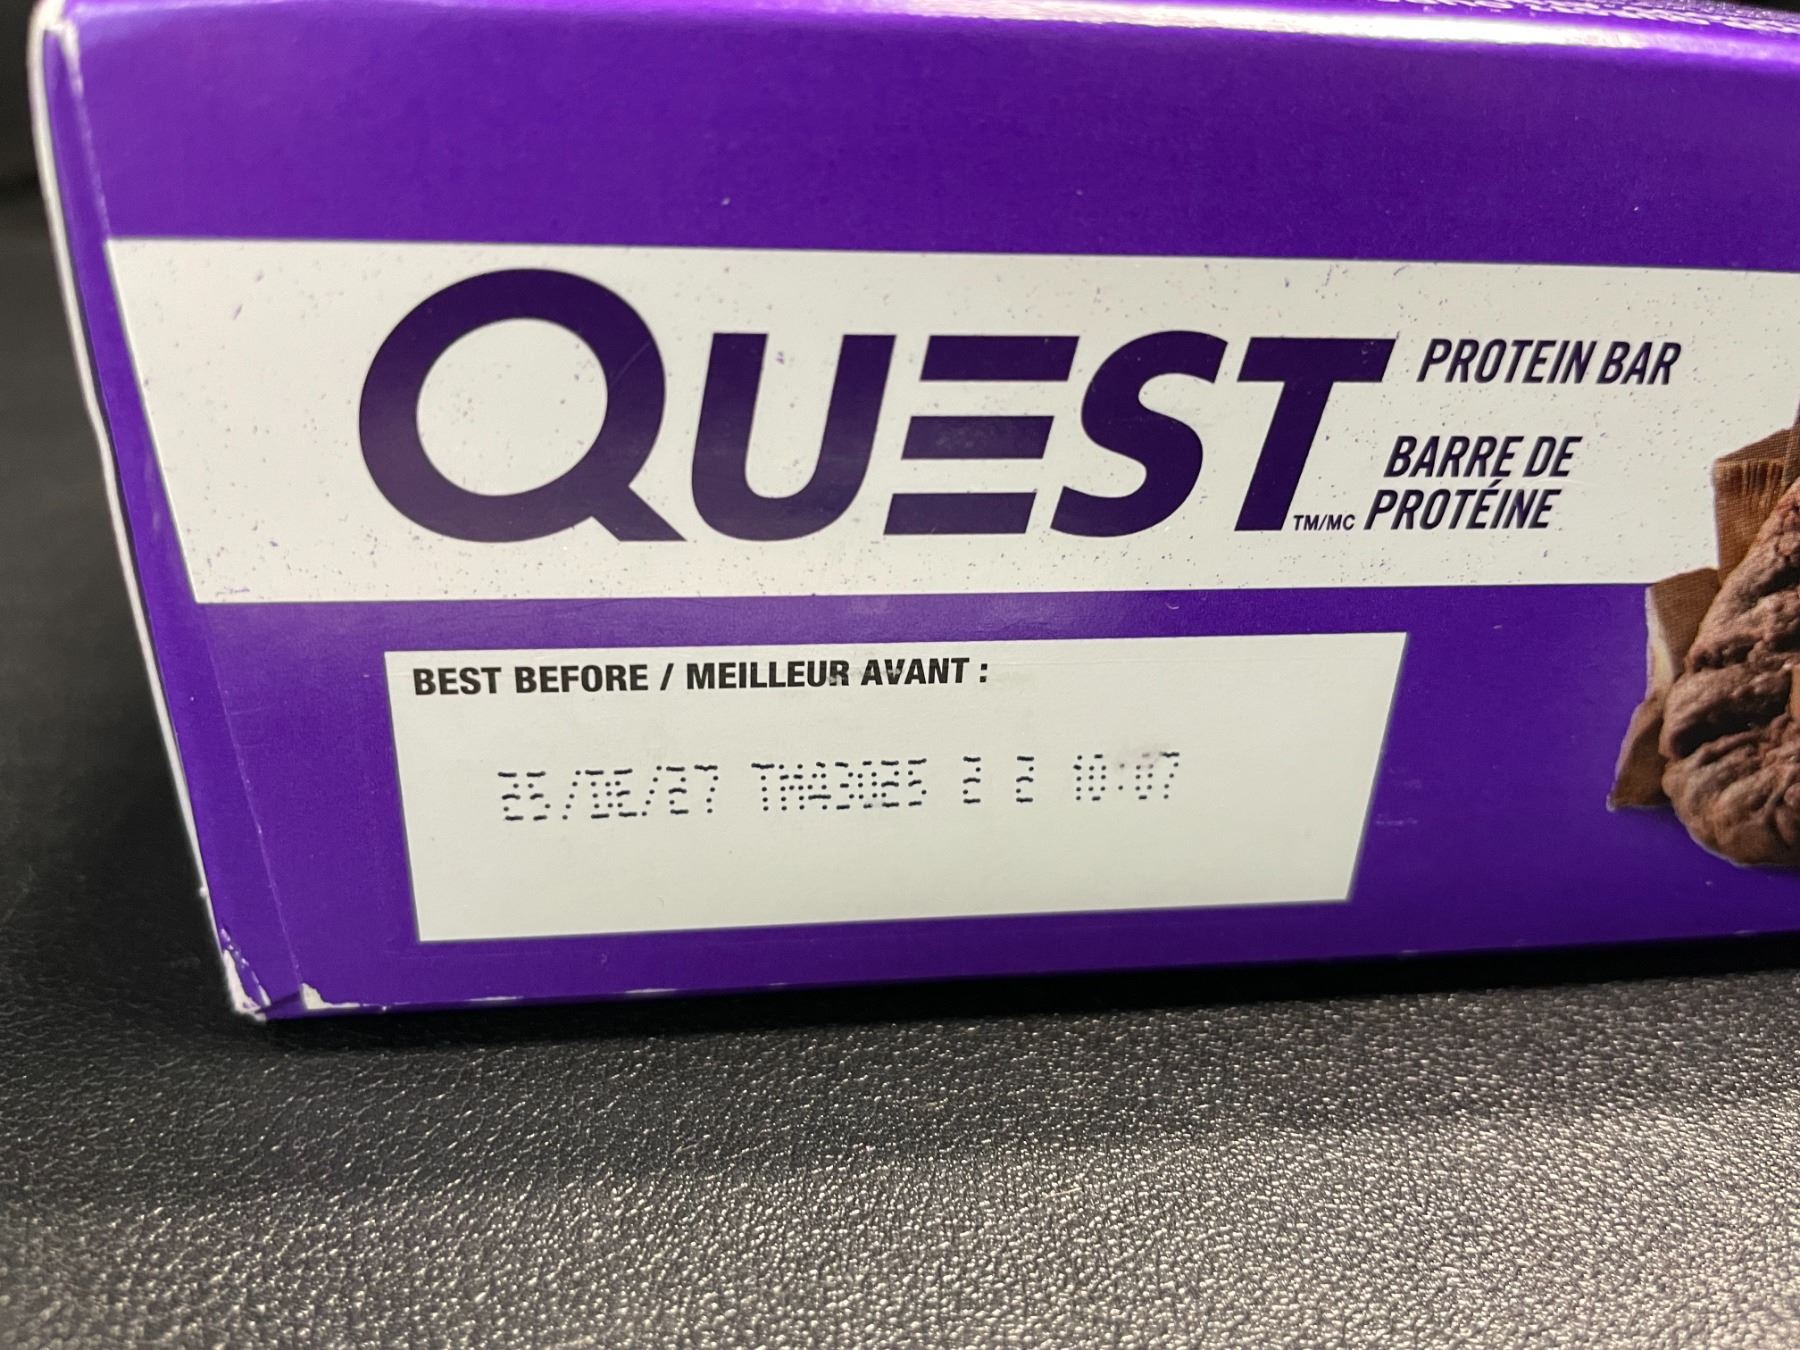 QUEST
TM/MC
PROTEIN BAR
BARRE DE
PROTÉINE
BEST BEFORE / MEILLEUR AVANT :
25/DE/27 TMA3025 2 2 10:07